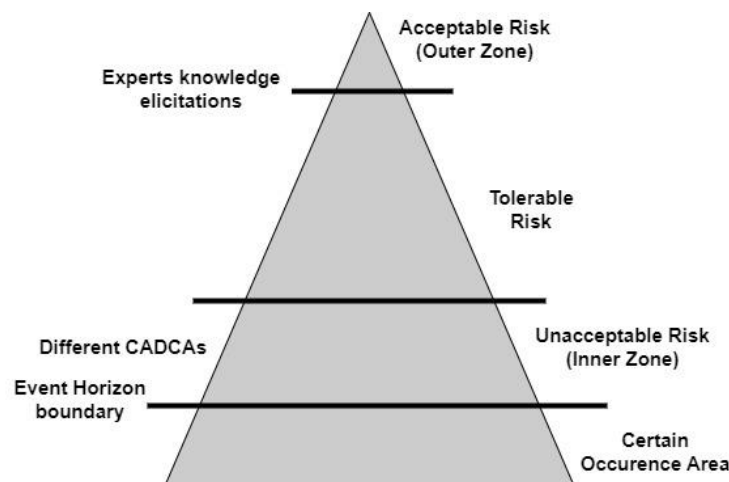 Acceptable Risk
(Outer Zone)
Experts knowledge
elicitations
Tolerable
Risk
Different CADCAs
Unacceptable Risk
(Inner Zone)
Event Horizon
boundary
Certain
Occurence Area